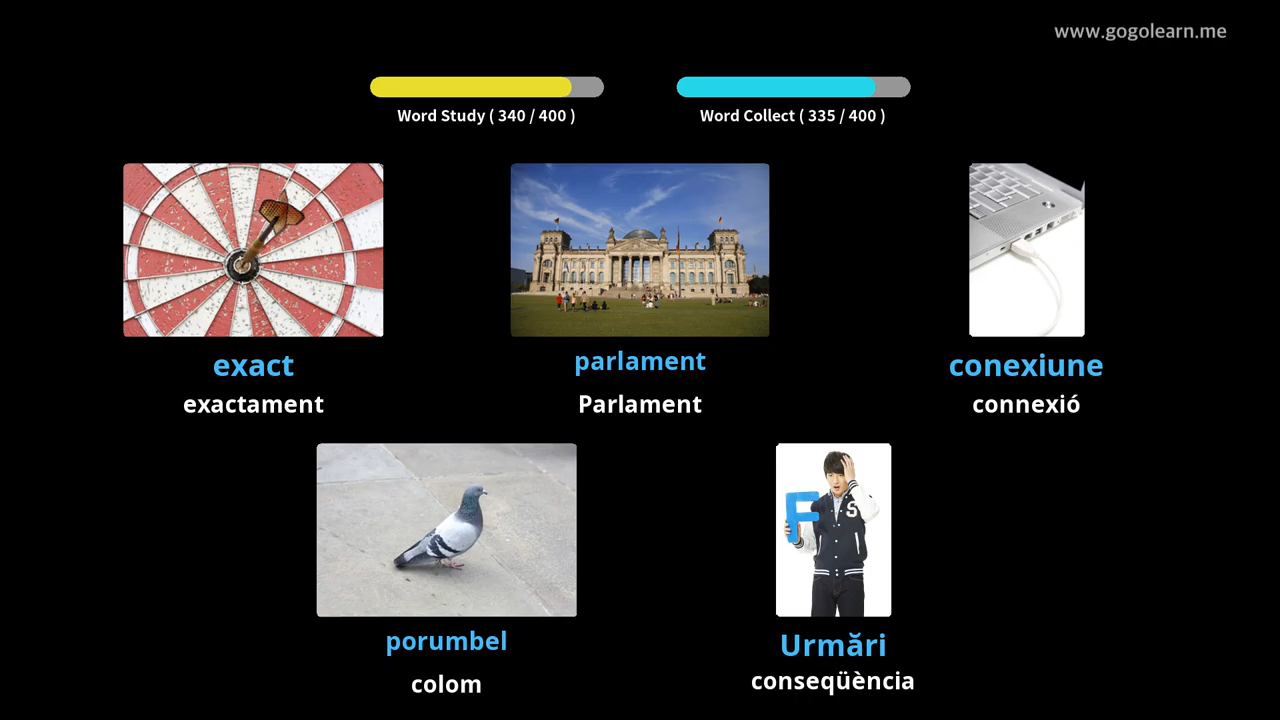 www.gogolearn.me
Word Study ( 340 / 400 )
Word Collect ( 335 / 400 )
exact
exactament
parlament
Parlament
conexiune
connexió
F
S
porumbel
colom
Urmări
conseqüència